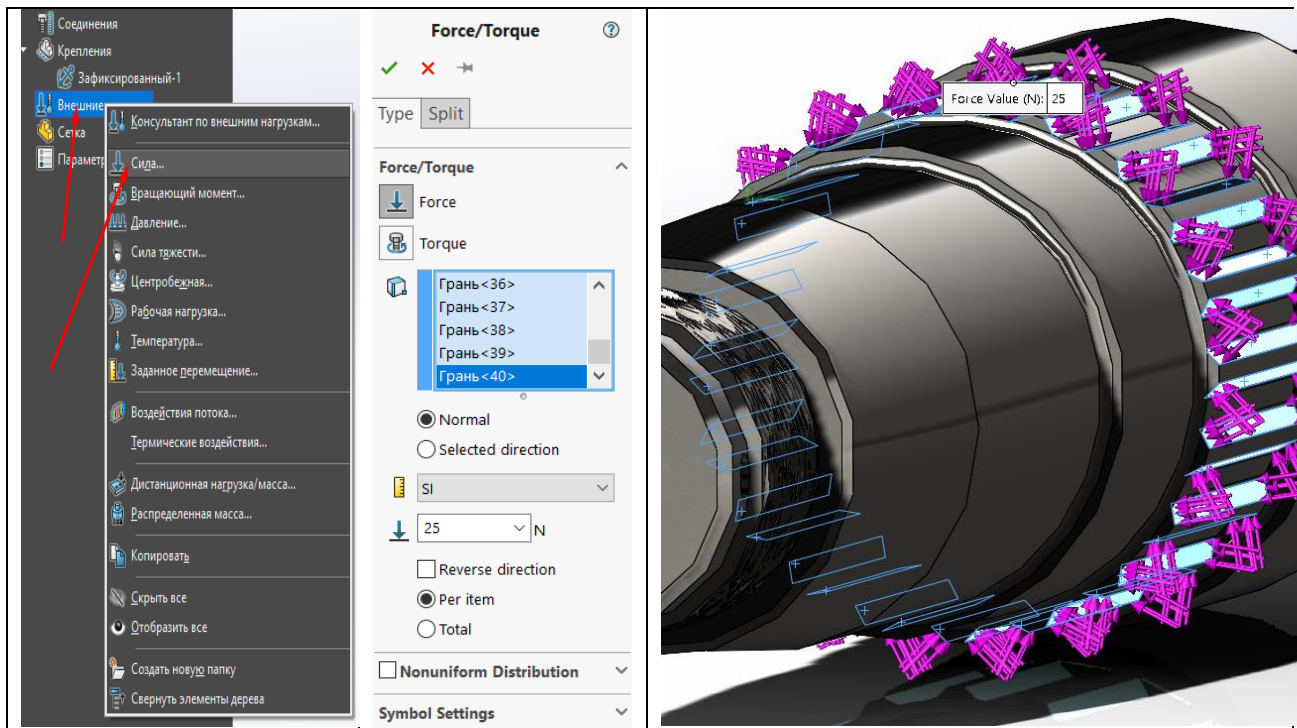 Соединения
Крепления
Зафиксированный-1
Внешние
Сетка
Параметр
Консультант по внешним нагрузкам...
Сила...
Вращающий момент...
Давление...
Сила тяжести...
Центробежная...
Рабочая нагрузка...
Температура...
Заданное перемещение...
Воздействия потока...
Термические воздействия...
Дистанционная нагрузка/масса...
Распределенная масса...
Копировать
Скрыть все
Отобразить все
Создать новую папку
Свернуть элементы дерева
Force/Torque
Type Split
Force/Torque
Force
Torque
Грань<36>
Грань<37>
Грань<38>
Грань<39>
Грань<40>
Normal
Selected direction
SI
25 N
Reverse direction
Per item
Total
Nonuniform Distribution
Symbol Settings
Force Value (N): 25